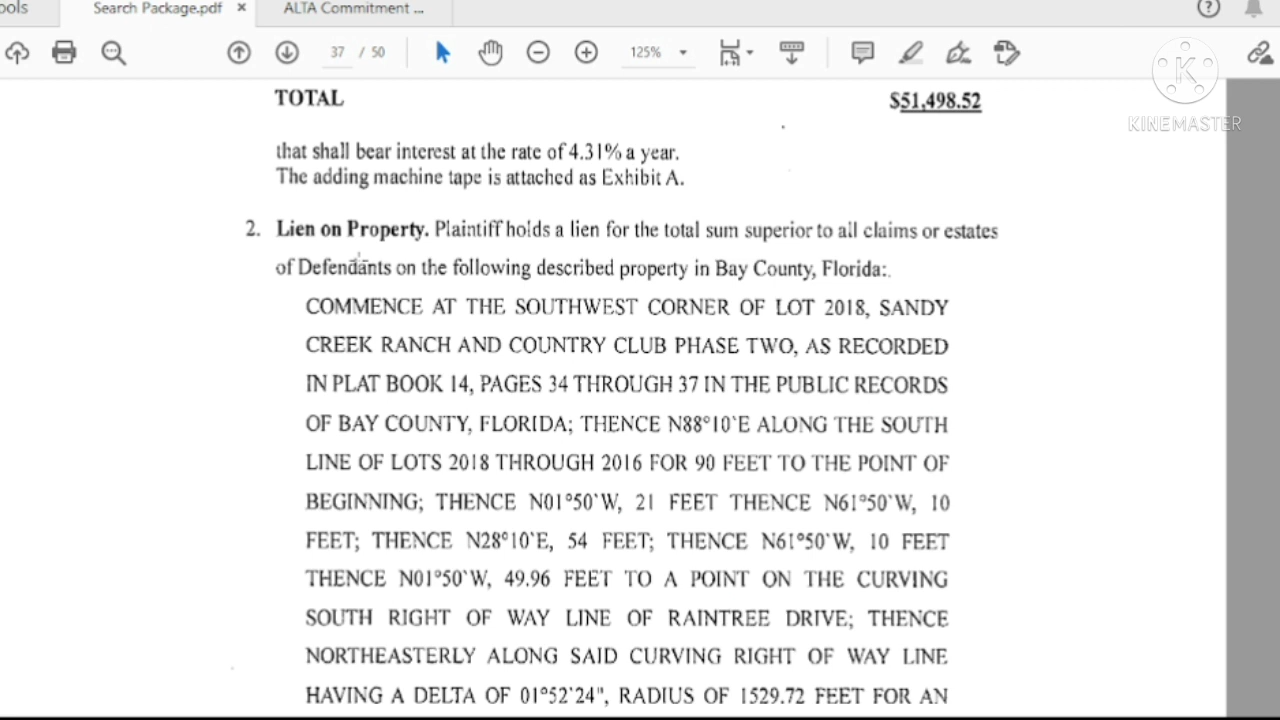 ools
Search Package.pdf ×
ALTA Commitment ...
37 / 50
125%
KINEMASTER
TOTAL $51,498.52
that shall bear interest at the rate of 4.31% a year.
The adding machine tape is attached as Exhibit A.
2. Lien on Property. Plaintiff holds a lien for the total sum superior to all claims or estates
of Defendants on the following described property in Bay County, Florida:
COMMENCE AT THE SOUTHWEST CORNER OF LOT 2018, SANDY
CREEK RANCH AND COUNTRY CLUB PHASE TWO, AS RECORDED
IN PLAT BOOK 14, PAGES 34 THROUGH 37 IN THE PUBLIC RECORDS
OF BAY COUNTY, FLORIDA; THENCE N88°10`E ALONG THE SOUTH
LINE OF LOTS 2018 THROUGH 2016 FOR 90 FEET TO THE POINT OF
BEGINNING; THENCE N01°50`W, 21 FEET THENCE N61°50`W, 10
FEET; THENCE N28°10`E, 54 FEET; THENCE N61°50`W, 10 FEET
THENCE N01°50`W, 49.96 FEET TO A POINT ON THE CURVING
SOUTH RIGHT OF WAY LINE OF RAINTREE DRIVE; THENCE
NORTHEASTERLY ALONG SAID CURVING RIGHT OF WAY LINE
HAVING A DELTA OF 01°52`24", RADIUS OF 1529.72 FEET FOR AN